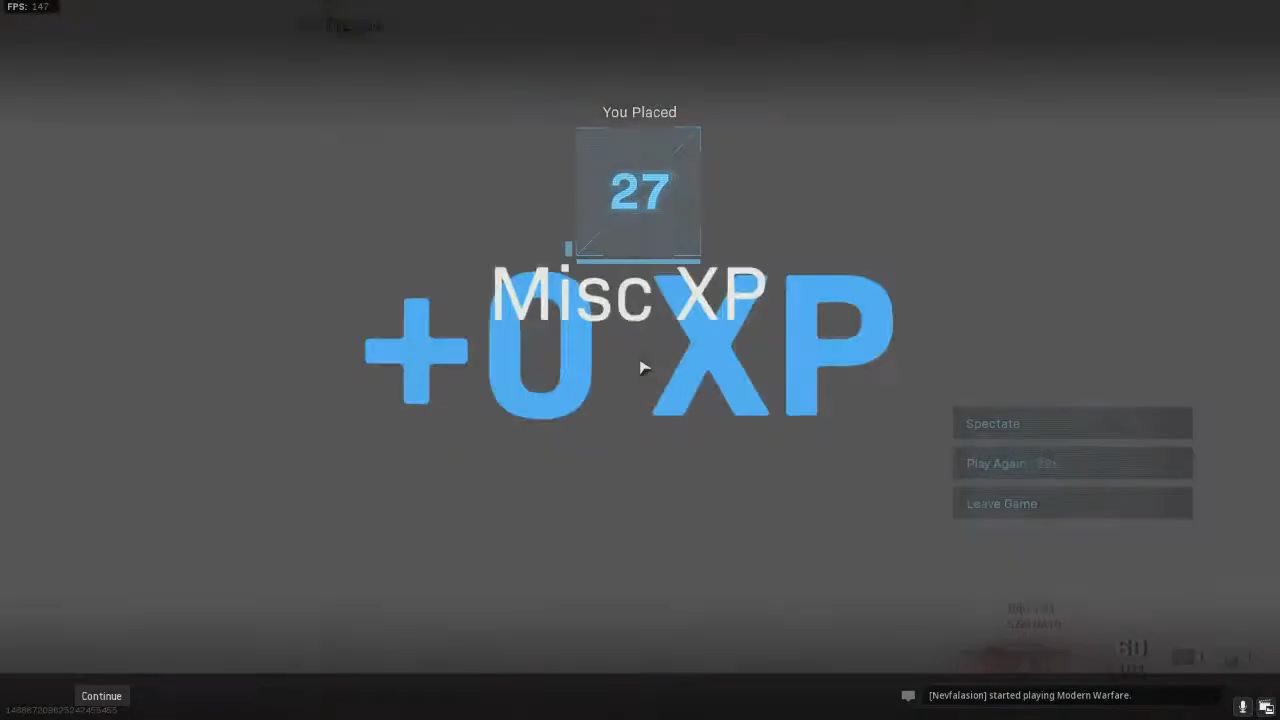 FPS: 147
You Placed
27
Misc XP
+0 XP
Spectate
Play Again
Leave Game
Continue
[Nevfalasion] started playing Modern Warfare.